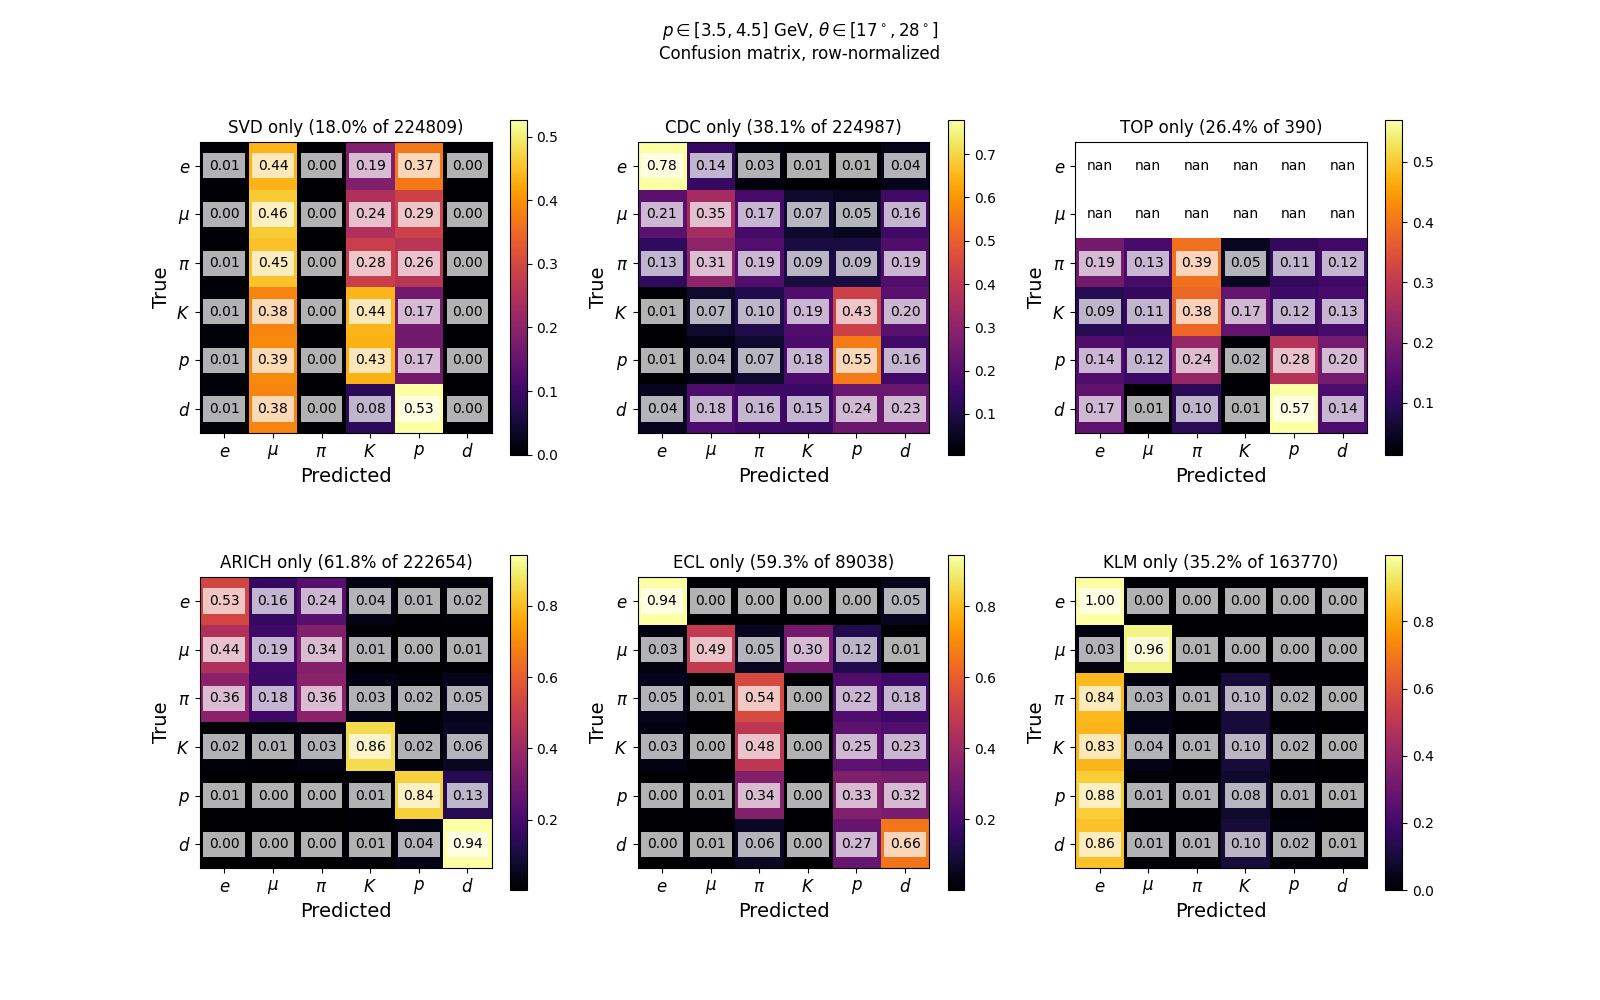 p ∈ [3.5, 4.5] GeV, θ ∈ [17°, 28°]
Confusion matrix, row-normalized
SVD only (18.0% of 224809)
e 0.01 0.44 0.00 0.19 0.37 0.00
μ 0.00 0.46 0.00 0.24 0.29 0.00
π 0.01 0.45 0.00 0.28 0.26 0.00
K 0.01 0.38 0.00 0.44 0.17 0.00
p 0.01 0.39 0.00 0.43 0.17 0.00
d 0.01 0.38 0.00 0.08 0.53 0.00
e μ π K p d
Predicted
True
0.5
0.4
0.3
0.2
0.1
0.0
CDC only (38.1% of 224987)
e 0.78 0.14 0.03 0.01 0.01 0.04
μ 0.21 0.35 0.17 0.07 0.05 0.16
π 0.13 0.31 0.19 0.09 0.09 0.19
K 0.01 0.07 0.10 0.19 0.43 0.20
p 0.01 0.04 0.07 0.18 0.55 0.16
d 0.04 0.18 0.16 0.15 0.24 0.23
e μ π K p d
Predicted
True
0.7
0.6
0.5
0.4
0.3
0.2
0.1
TOP only (26.4% of 390)
e nan nan nan nan nan nan
μ nan nan nan nan nan nan
π 0.19 0.13 0.39 0.05 0.11 0.12
K 0.09 0.11 0.38 0.17 0.12 0.13
p 0.14 0.12 0.24 0.02 0.28 0.20
d 0.17 0.01 0.10 0.01 0.57 0.14
e μ π K p d
Predicted
True
0.5
0.4
0.3
0.2
0.1
ARICH only (61.8% of 222654)
e 0.53 0.16 0.24 0.04 0.01 0.02
μ 0.44 0.19 0.34 0.01 0.00 0.01
π 0.36 0.18 0.36 0.03 0.02 0.05
K 0.02 0.01 0.03 0.86 0.02 0.06
p 0.01 0.00 0.00 0.01 0.84 0.13
d 0.00 0.00 0.00 0.01 0.04 0.94
e μ π K p d
Predicted
True
0.8
0.6
0.4
0.2
ECL only (59.3% of 89038)
e 0.94 0.00 0.00 0.00 0.00 0.05
μ 0.03 0.49 0.05 0.30 0.12 0.01
π 0.05 0.01 0.54 0.00 0.22 0.18
K 0.03 0.00 0.48 0.00 0.25 0.23
p 0.00 0.01 0.34 0.00 0.33 0.32
d 0.00 0.01 0.06 0.00 0.27 0.66
e μ π K p d
Predicted
True
0.8
0.6
0.4
0.2
KLM only (35.2% of 163770)
e 1.00 0.00 0.00 0.00 0.00 0.00
μ 0.03 0.96 0.01 0.00 0.00 0.00
π 0.84 0.03 0.01 0.10 0.02 0.00
K 0.83 0.04 0.01 0.10 0.02 0.00
p 0.88 0.01 0.01 0.08 0.01 0.01
d 0.86 0.01 0.01 0.10 0.02 0.01
e μ π K p d
Predicted
True
0.8
0.6
0.4
0.2
0.0